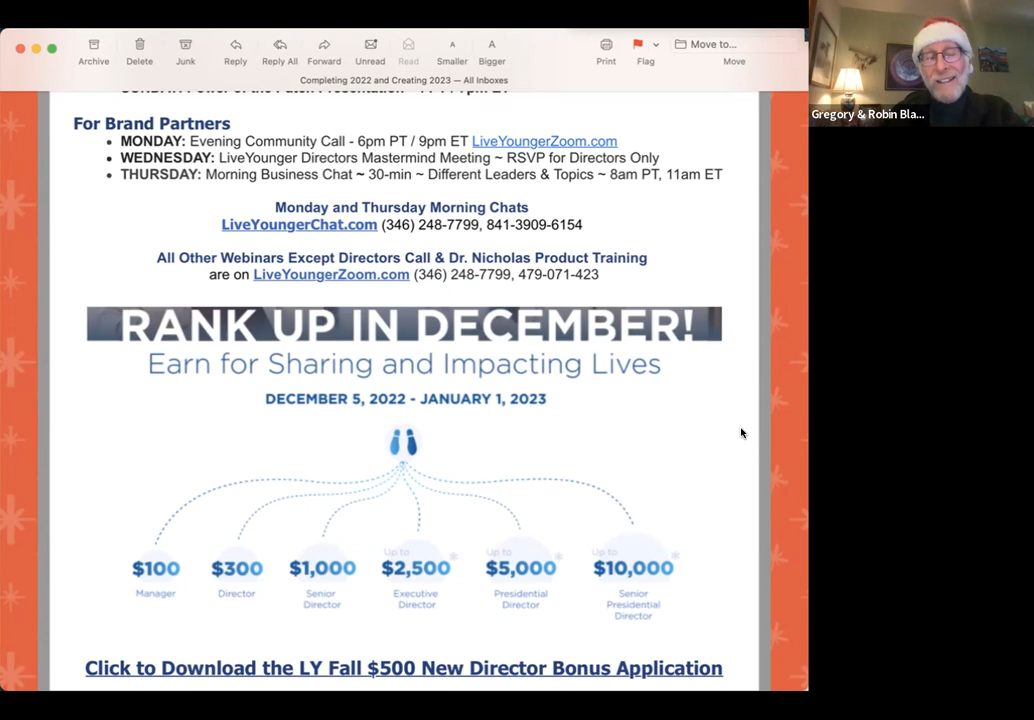 Archive
Delete
Junk
Reply
Reply All
Forward
Unread
Read
Smaller
Bigger
Print
Flag
Move to...
Move
Completing 2022 and Creating 2023 — All Inboxes
For Brand Partners
• MONDAY: Evening Community Call - 6pm PT / 9pm ET LiveYoungerZoom.com
• WEDNESDAY: LiveYounger Directors Mastermind Meeting ~ RSVP for Directors Only
• THURSDAY: Morning Business Chat ~ 30-min ~ Different Leaders & Topics ~ 8am PT, 11am ET
Monday and Thursday Morning Chats
LiveYoungerChat.com (346) 248-7799, 841-3909-6154
All Other Webinars Except Directors Call & Dr. Nicholas Product Training
are on LiveYoungerZoom.com (346) 248-7799, 479-071-423
RANK UP IN DECEMBER!
Earn for Sharing and Impacting Lives
DECEMBER 5, 2022 - JANUARY 1, 2023
$100
Manager
$300
Director
$1,000
Senior
Director
Up to
$2,500*
Executive
Director
Up to
$5,000*
Presidential
Director
Up to
$10,000*
Senior
Presidential
Director
Click to Download the LY Fall $500 New Director Bonus Application
Gregory & Robin Bla...